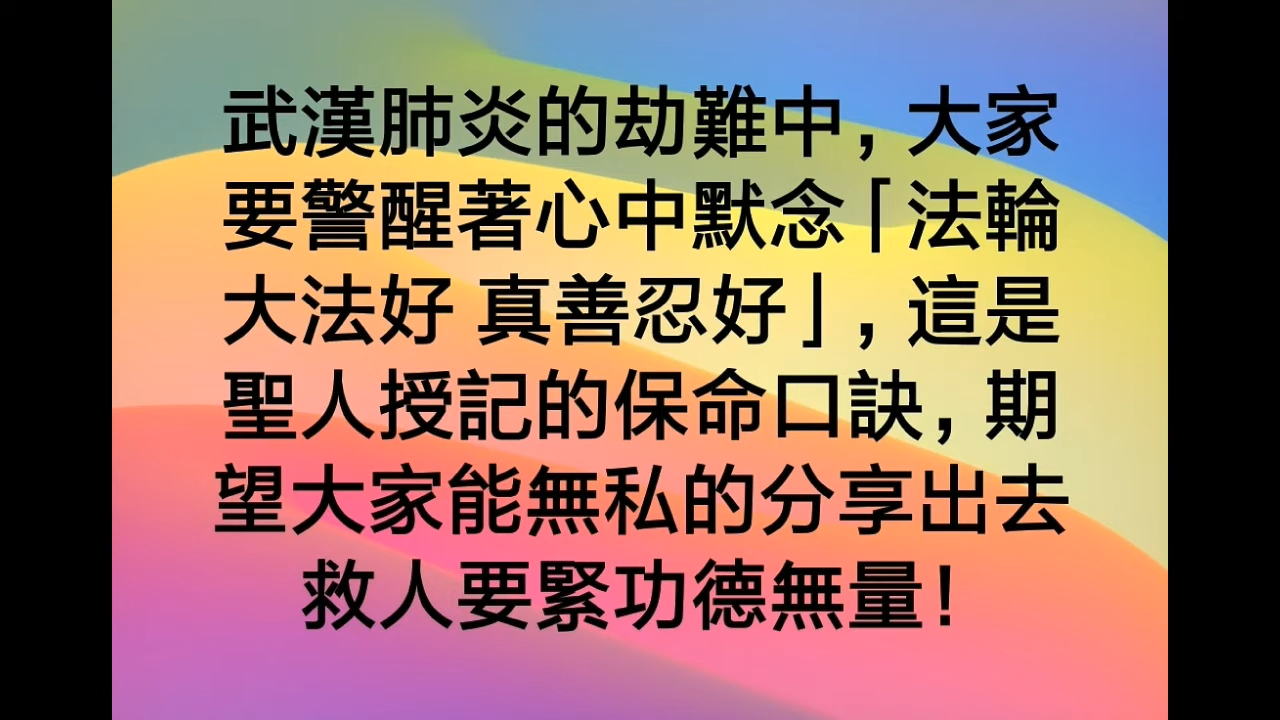 武漢肺炎的劫難中，大家
要警醒著心中默念「法輪
大法好 真善忍好」，這是
聖人授記的保命口訣，期
望大家能無私的分享出去
救人要緊功德無量！